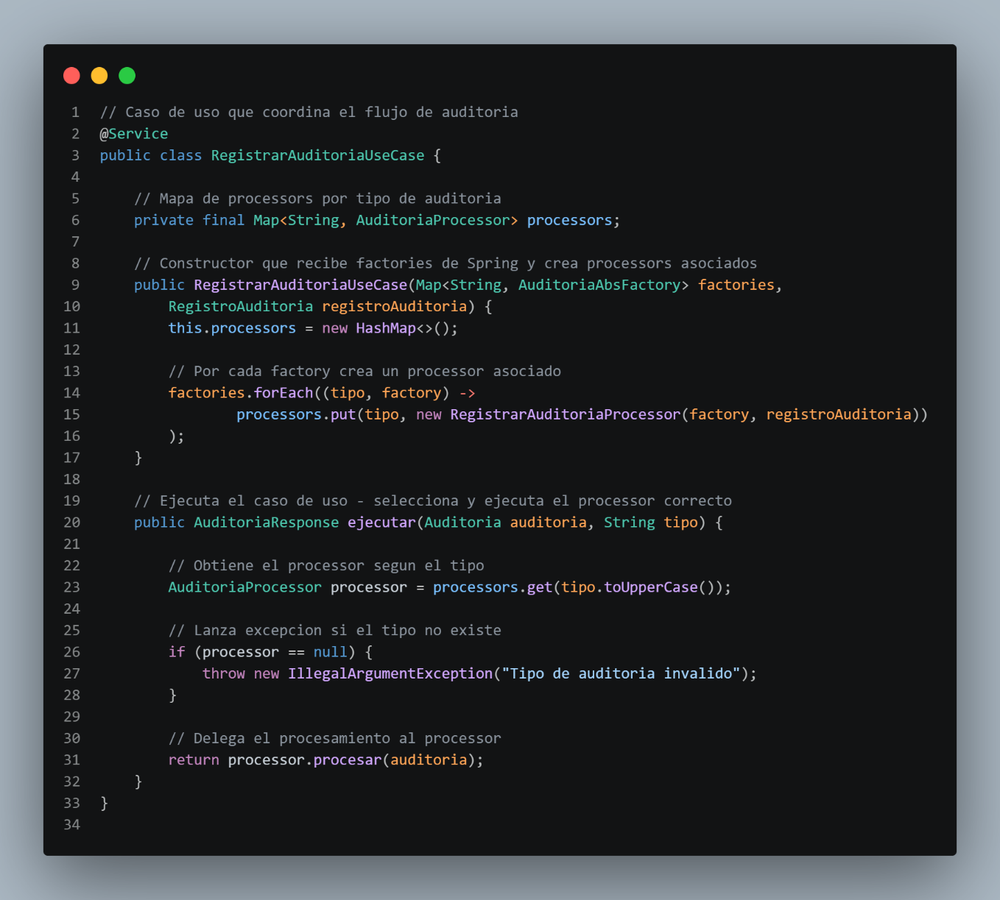 1 // Caso de uso que coordina el flujo de auditoria
2 @Service
3 public class RegistrarAuditoriaUseCase {
4
5     // Mapa de processors por tipo de auditoria
6     private final Map<String, AuditoriaProcessor> processors;
7
8     // Constructor que recibe factories de Spring y crea processors asociados
9     public RegistrarAuditoriaUseCase(Map<String, AuditoriaAbsFactory> factories,
10         RegistroAuditoria registroAuditoria) {
11         this.processors = new HashMap<>();
12
13         // Por cada factory crea un processor asociado
14         factories.forEach((tipo, factory) ->
15                 processors.put(tipo, new RegistrarAuditoriaProcessor(factory, registroAuditoria))
16         );
17     }
18
19     // Ejecuta el caso de uso - selecciona y ejecuta el processor correcto
20     public AuditoriaResponse ejecutar(Auditoria auditoria, String tipo) {
21
22         // Obtiene el processor segun el tipo
23         AuditoriaProcessor processor = processors.get(tipo.toUpperCase());
24
25         // Lanza excepcion si el tipo no existe
26         if (processor == null) {
27             throw new IllegalArgumentException("Tipo de auditoria invalido");
28         }
29
30         // Delega el procesamiento al processor
31         return processor.procesar(auditoria);
32     }
33 }
34